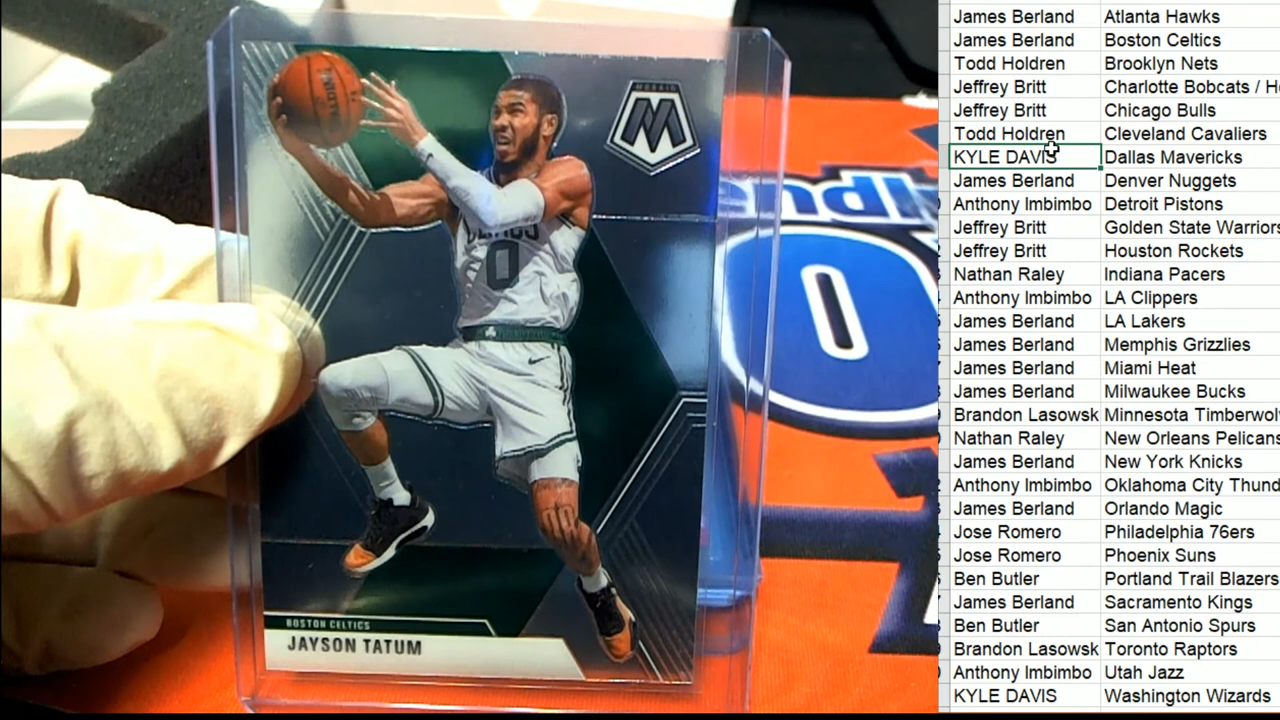 MOSAIC
M
SPALDING
CELTICS
0
BOSTON CELTICS
JAYSON TATUM
ndl
0
James Berland Atlanta Hawks
James Berland Boston Celtics
Todd Holdren Brooklyn Nets
Jeffrey Britt Charlotte Bobcats / H
Jeffrey Britt Chicago Bulls
Todd Holdren Cleveland Cavaliers
KYLE DAVIS Dallas Mavericks
James Berland Denver Nuggets
Anthony Imbimbo Detroit Pistons
Jeffrey Britt Golden State Warriors
Jeffrey Britt Houston Rockets
Nathan Raley Indiana Pacers
Anthony Imbimbo LA Clippers
James Berland LA Lakers
James Berland Memphis Grizzlies
James Berland Miami Heat
James Berland Milwaukee Bucks
Brandon Lasowsk Minnesota Timberwol
Nathan Raley New Orleans Pelicans
James Berland New York Knicks
Anthony Imbimbo Oklahoma City Thund
James Berland Orlando Magic
Jose Romero Philadelphia 76ers
Jose Romero Phoenix Suns
Ben Butler Portland Trail Blazers
James Berland Sacramento Kings
Ben Butler San Antonio Spurs
Brandon Lasowsk Toronto Raptors
Anthony Imbimbo Utah Jazz
KYLE DAVIS Washington Wizards